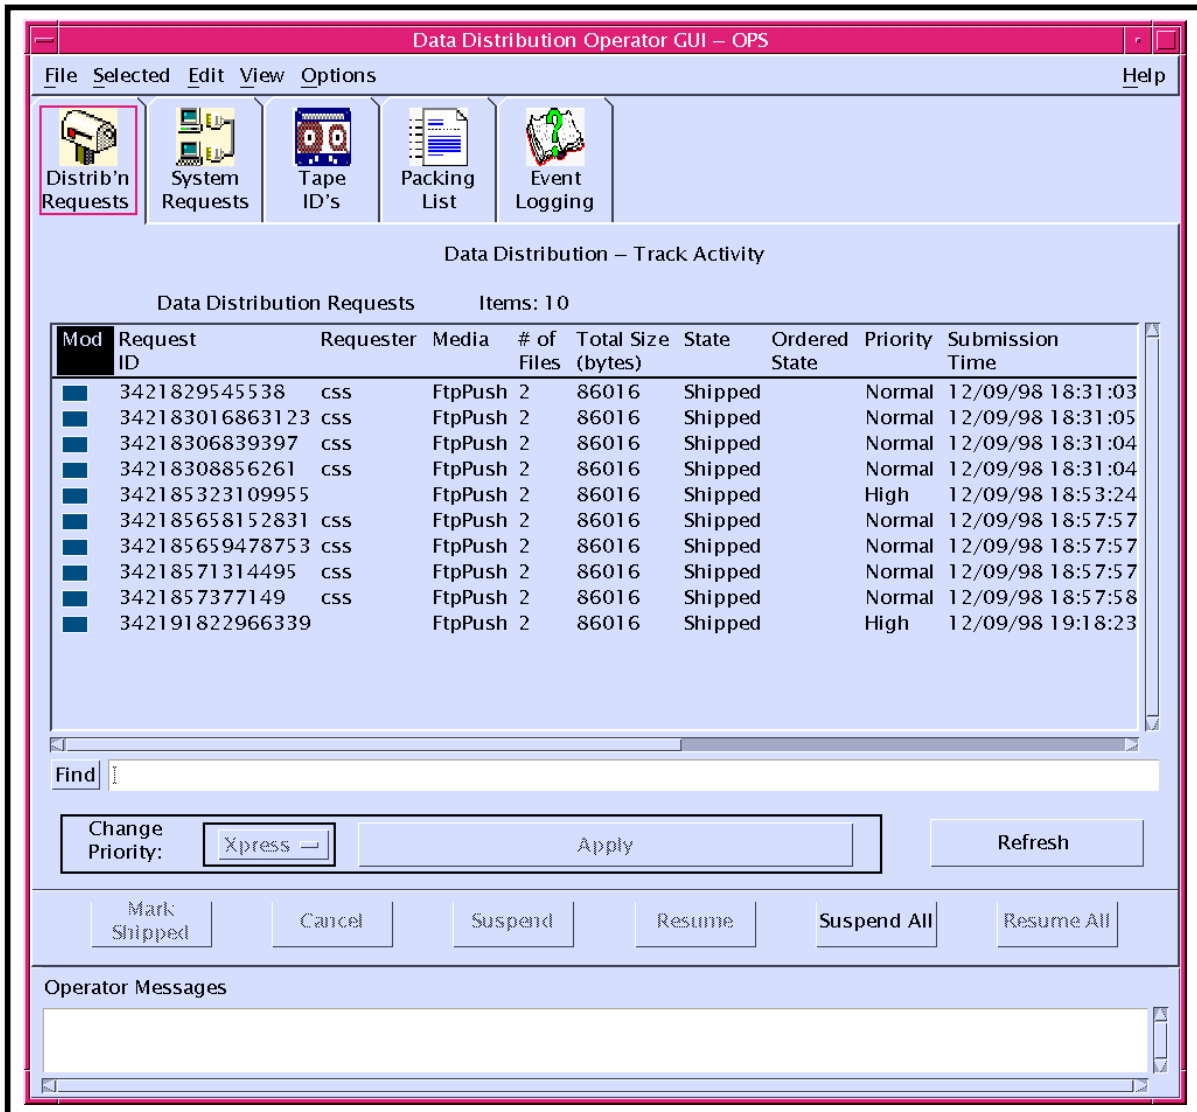 Data Distribution Operator GUI – OPS
File Selected Edit View Options Help
Distrib'n Requests
System Requests
Tape ID's
Packing List
Event Logging
Data Distribution – Track Activity
Data Distribution Requests Items: 10
Mod Request Requester Media # of Total Size State Ordered Priority Submission
ID Files (bytes) State Time
3421829545538 css FtpPush 2 86016 Shipped Normal 12/09/98 18:31:03
342183016863123 css FtpPush 2 86016 Shipped Normal 12/09/98 18:31:05
34218306839397 css FtpPush 2 86016 Shipped Normal 12/09/98 18:31:04
34218308856261 css FtpPush 2 86016 Shipped Normal 12/09/98 18:31:04
342185323109955 FtpPush 2 86016 Shipped High 12/09/98 18:53:24
342185658152831 css FtpPush 2 86016 Shipped Normal 12/09/98 18:57:57
342185659478753 css FtpPush 2 86016 Shipped Normal 12/09/98 18:57:57
34218571314495 css FtpPush 2 86016 Shipped Normal 12/09/98 18:57:57
3421857377149 css FtpPush 2 86016 Shipped Normal 12/09/98 18:57:58
342191822966339 FtpPush 2 86016 Shipped High 12/09/98 19:18:23
Find
Change
Priority:
Xpress
Apply
Refresh
Mark
Shipped
Cancel
Suspend
Resume
Suspend All
Resume All
Operator Messages